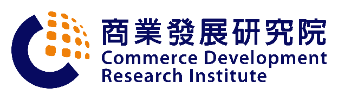 商業發展研究院
Commerce Development
Research Institute